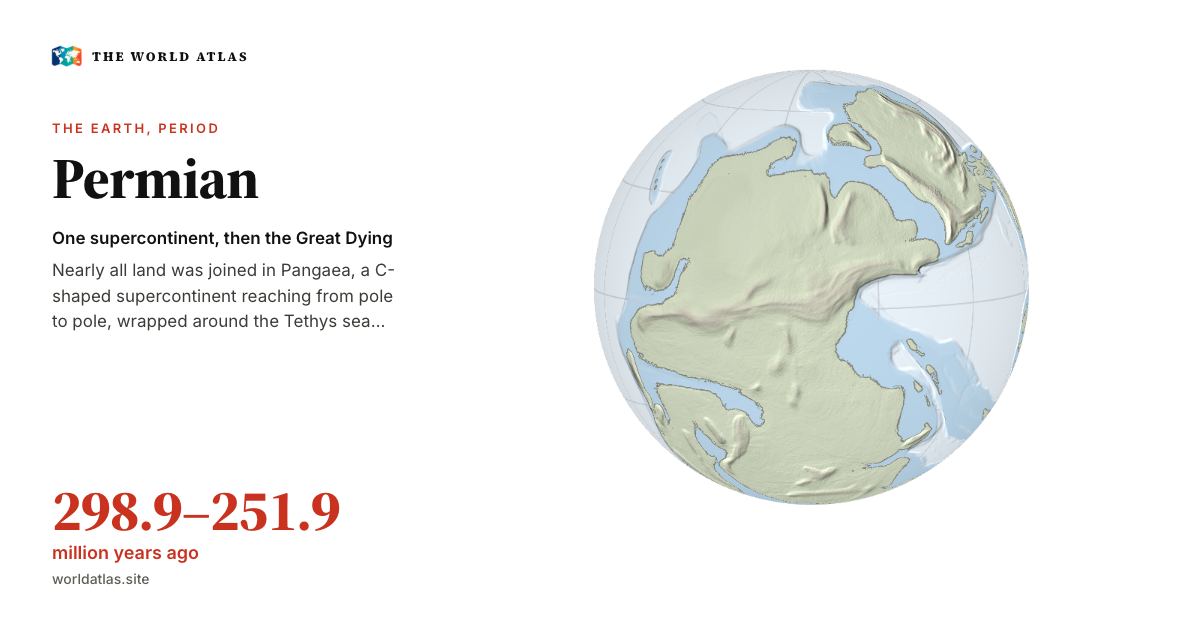 THE WORLD ATLAS
THE EARTH, PERIOD
Permian
One supercontinent, then the Great Dying
Nearly all land was joined in Pangaea, a C-
shaped supercontinent reaching from pole
to pole, wrapped around the Tethys sea...
298.9–251.9
million years ago
worldatlas.site